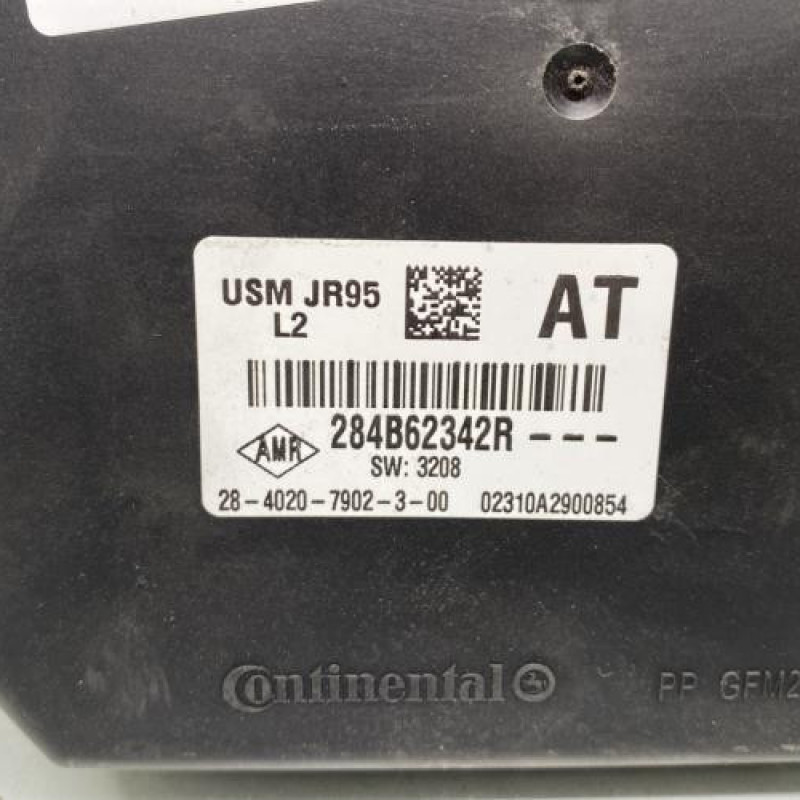 USM JR95
L2
AT
284B62342R ---
AMR
SW: 3208
28-4020-7902-3-00 02310A2900854
Continental
PP GFM2